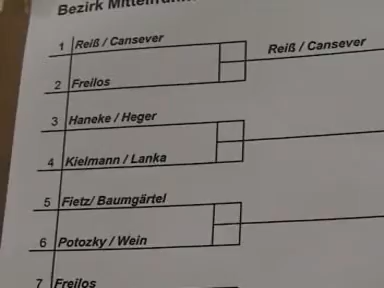 Bezirk
1 Reiß / Cansever
Reiß / Cansever
2 Freilos
3 Haneke / Heger
4 Kielmann / Lanka
5 Fietz/ Baumgärtel
6 Potozky / Wein
7 Freilos